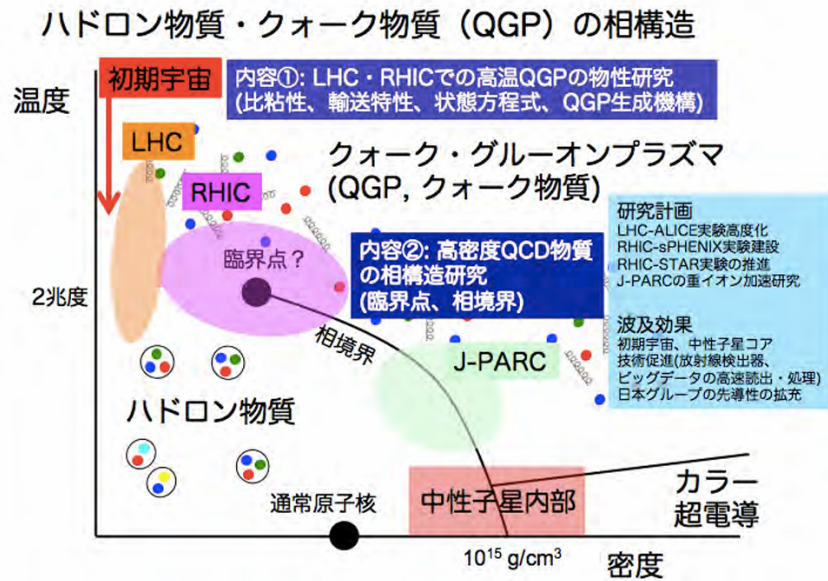 ハドロン物質・クォーク物質（QGP）の相構造
温度
初期宇宙
内容①: LHC・RHICでの高温QGPの物性研究
(比粘性、輸送特性、状態方程式、QGP生成機構)
LHC
RHIC
クォーク・グルーオンプラズマ
(QGP, クォーク物質)
臨界点？
内容②: 高密度QCD物質
の相構造研究
(臨界点、相境界)
研究計画
LHC-ALICE実験高度化
RHIC-sPHENIX実験建設
RHIC-STAR実験の推進
J-PARCの重イオン加速研究
2兆度
相境界
J-PARC
波及効果
初期宇宙、中性子星コア
技術促進(放射線検出器、
ビッグデータの高速読出・処理)
日本グループの先導性の拡充
ハドロン物質
通常原子核
中性子星内部
カラー
超電導
10¹⁵ g/cm³
密度